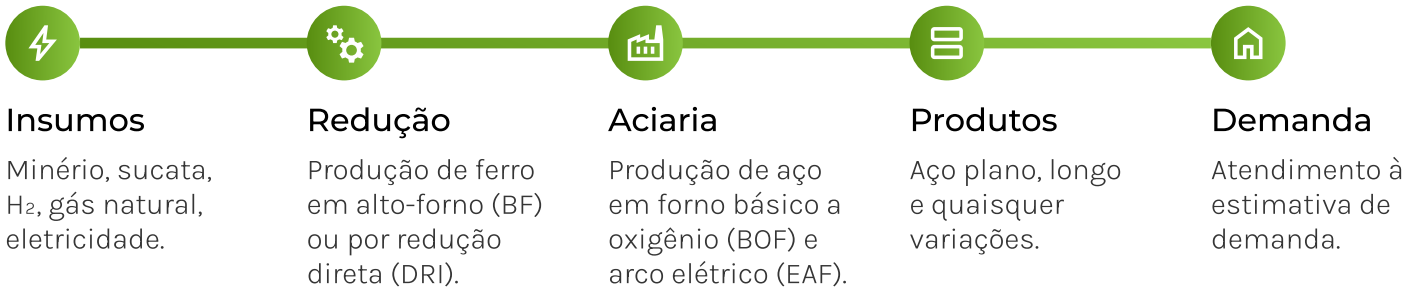 Insumos
Minério, sucata,
H₂, gás natural,
eletricidade.
Redução
Produção de ferro
em alto-forno (BF)
ou por redução
direta (DRI).
Aciaria
Produção de aço
em forno básico a
oxigênio (BOF) e
arco elétrico (EAF).
Produtos
Aço plano, longo
e quaisquer
variações.
Demanda
Atendimento à
estimativa de
demanda.